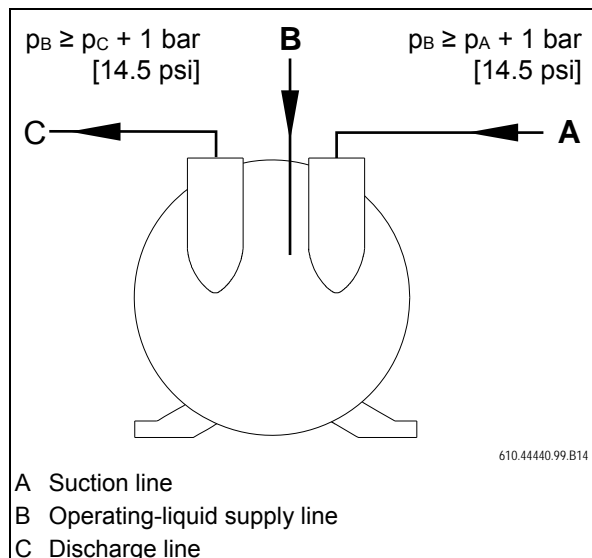 pB ≥ pC + 1 bar
[14.5 psi]
B
pB ≥ pA + 1 bar
[14.5 psi]
C
A
610.44440.99.B14
A Suction line
B Operating-liquid supply line
C Discharge line